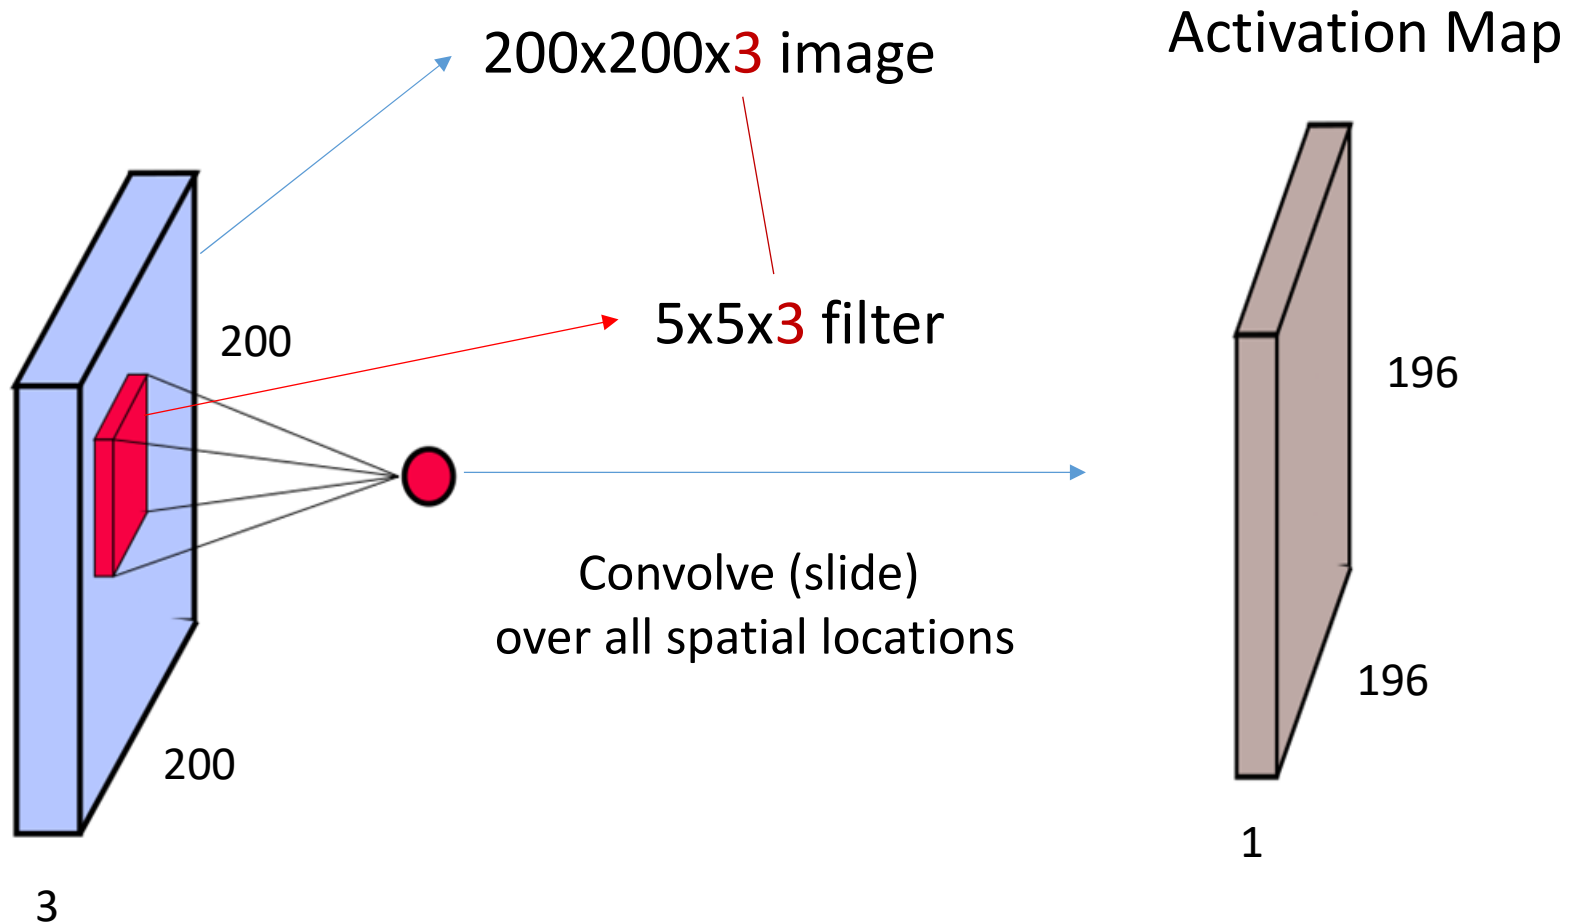 Activation Map
200x200x3 image
5x5x3 filter
200
196
Convolve (slide)
over all spatial locations
196
200
1
3